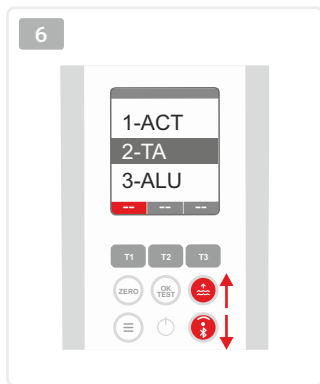 6
1-ACT
2-TA
3-ALU
-- -- --
T1 T2 T3
ZERO OK TEST